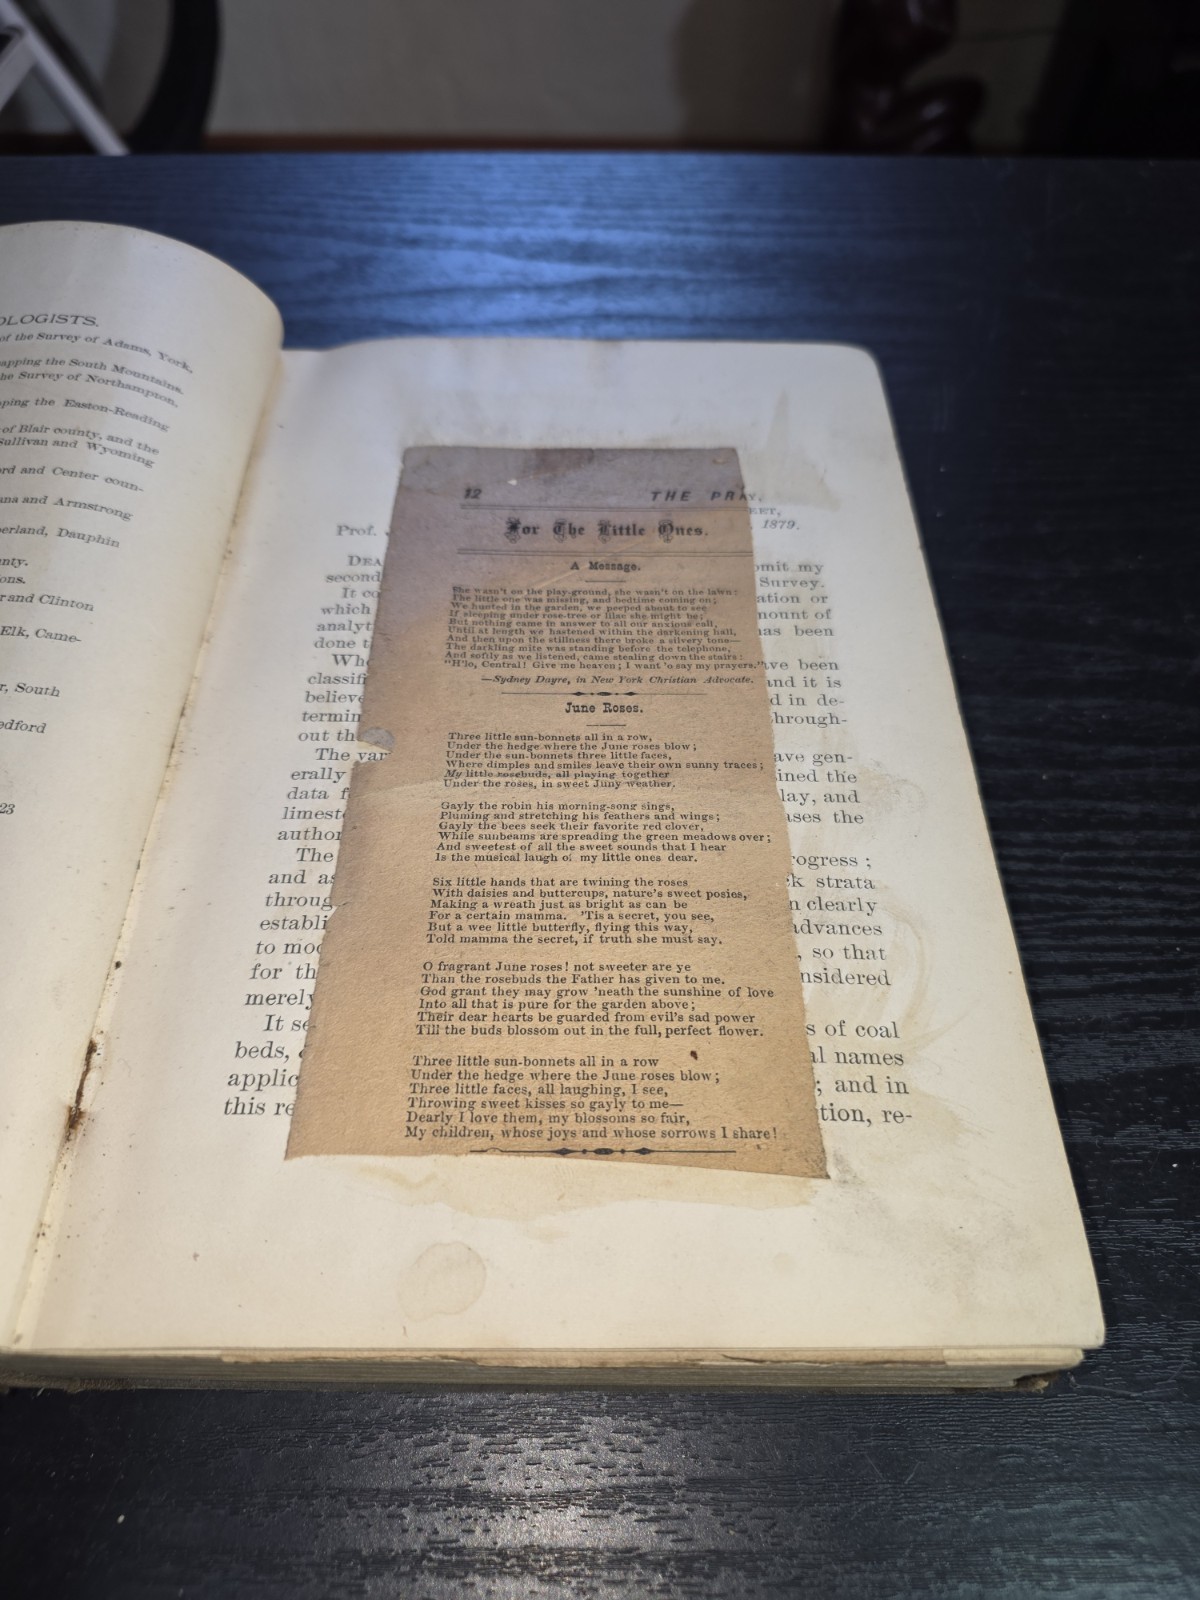 OLOGISTS.
of the Survey of Adams, York,
apping the South Mountains.
he Survey of Northampton.
ping the Easton-Reading
of Blair county, and the
Sullivan and Wyoming
rd and Center coun-
ana and Armstrong
berland, Dauphin
nty.
ons.
r and Clinton
Elk, Came-
r, South
edford
23
12 THE PRAY.
EET,
For The Little Ones.
Prof. 1879.
A Message.
She wasn't on the play-ground, she wasn't on the lawn:
The little one was missing, and bedtime coming on;
We hunted in the garden, we peeped about to see
If sleeping under rose-tree or lilac she might be;
But nothing came in answer to all our anxious call,
Until at length we hastened within the darkening hall,
And then upon the stillness there broke a silvery tone—
The darkling mite was standing before the telephone,
And softly as we listened, came stealing down the stairs:
"H'lo, Central! Give me heaven; I want 'o say my prayers."
—Sydney Dayre, in New York Christian Advocate.
June Roses.
Three little sun-bonnets all in a row,
Under the hedge where the June roses blow;
Under the sun-bonnets three little faces,
Where dimples and smiles leave their own sunny traces;
My little rosebuds, all playing together
Under the roses, in sweet Juny weather.
Gayly the robin his morning-song sings,
Pluming and stretching his feathers and wings;
Gayly the bees seek their favorite red clover,
While sunbeams are spreading the green meadows over;
And sweetest of all the sweet sounds that I hear
Is the musical laugh of my little ones dear.
Six little hands that are twining the roses
With daisies and buttercups, nature's sweet posies,
Making a wreath just as bright as can be
For a certain mamma. 'Tis a secret, you see,
But a wee little butterfly, flying this way,
Told mamma the secret, if truth she must say.
O fragrant June roses! not sweeter are ye
Than the rosebuds the Father has given to me.
God grant they may grow 'neath the sunshine of love
Into all that is pure for the garden above;
Their dear hearts be guarded from evil's sad power
Till the buds blossom out in the full, perfect flower.
Three little sun-bonnets all in a row
Under the hedge where the June roses blow;
Three little faces, all laughing, I see,
Throwing sweet kisses so gayly to me—
Dearly I love them, my blossoms so fair,
My children, whose joys and whose sorrows I share!
DEA omit my
second Survey.
It co ation or
which mount of
analyt has been
done t
Wh ave been
classif and it is
believe d in de-
termin hrough-
out th
The var ave gen-
erally ined the
data f lay, and
limest ases the
author
The rogress;
and as k strata
throug n clearly
establi advances
to mod , so that
for th nsidered
merely
It se s of coal
beds, al names
applic ; and in
this re tion, re-